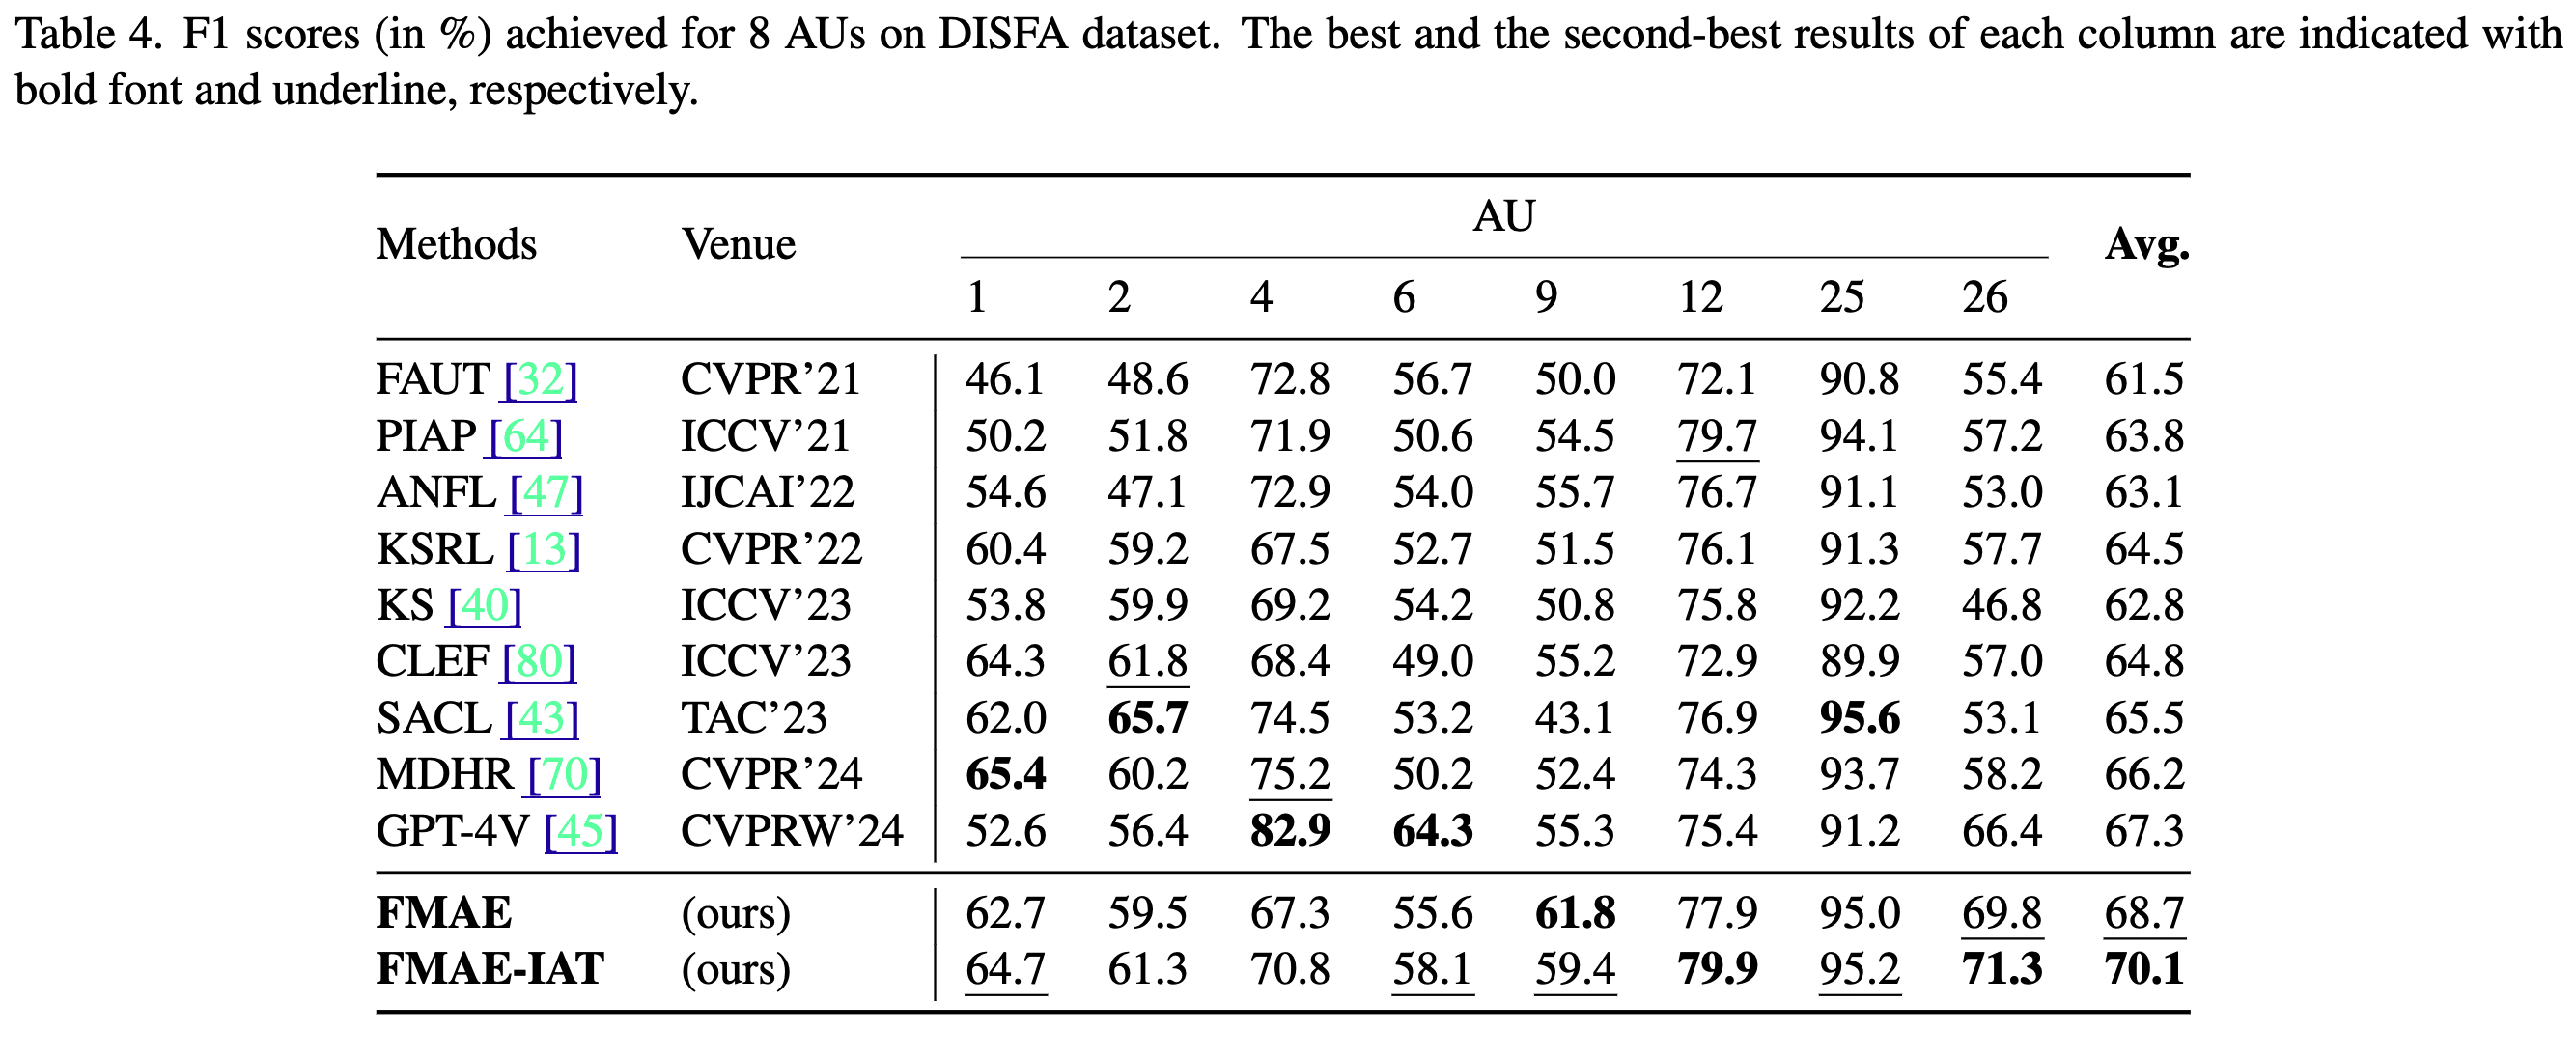 Table 4. F1 scores (in %) achieved for 8 AUs on DISFA dataset. The best and the second-best results of each column are indicated with
bold font and underline, respectively.
Methods Venue AU Avg.
1 2 4 6 9 12 25 26
FAUT [32] CVPR’21 46.1 48.6 72.8 56.7 50.0 72.1 90.8 55.4 61.5
PIAP [64] ICCV’21 50.2 51.8 71.9 50.6 54.5 79.7 94.1 57.2 63.8
ANFL [47] IJCAI’22 54.6 47.1 72.9 54.0 55.7 76.7 91.1 53.0 63.1
KSRL [13] CVPR’22 60.4 59.2 67.5 52.7 51.5 76.1 91.3 57.7 64.5
KS [40] ICCV’23 53.8 59.9 69.2 54.2 50.8 75.8 92.2 46.8 62.8
CLEF [80] ICCV’23 64.3 61.8 68.4 49.0 55.2 72.9 89.9 57.0 64.8
SACL [43] TAC’23 62.0 65.7 74.5 53.2 43.1 76.9 95.6 53.1 65.5
MDHR [70] CVPR’24 65.4 60.2 75.2 50.2 52.4 74.3 93.7 58.2 66.2
GPT-4V [45] CVPRW’24 52.6 56.4 82.9 64.3 55.3 75.4 91.2 66.4 67.3
FMAE (ours) 62.7 59.5 67.3 55.6 61.8 77.9 95.0 69.8 68.7
FMAE-IAT (ours) 64.7 61.3 70.8 58.1 59.4 79.9 95.2 71.3 70.1